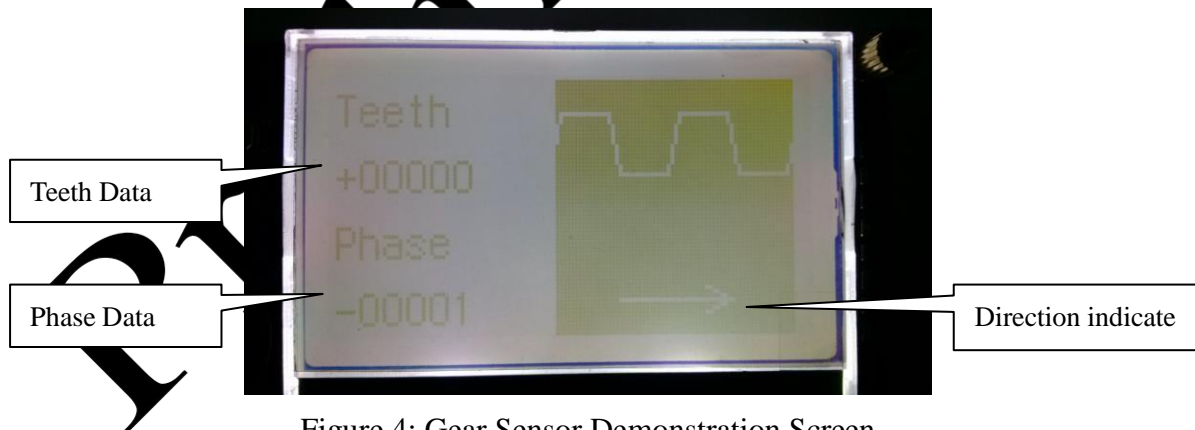 Teeth
+00000
Phase
-00001
Teeth Data
Phase Data
Direction indicate
Figure 4: Gear Sensor Demonstration Screen